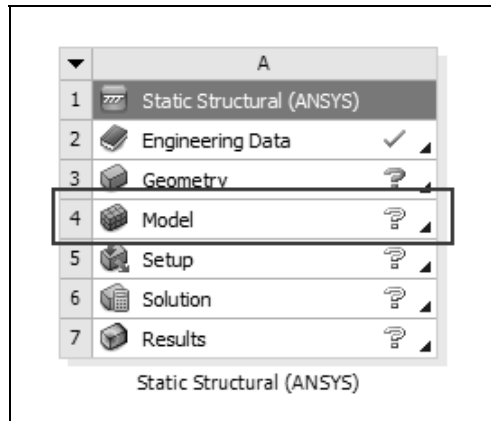 A
1 Static Structural (ANSYS)
2 Engineering Data
3 Geometry
4 Model
5 Setup
6 Solution
7 Results
Static Structural (ANSYS)